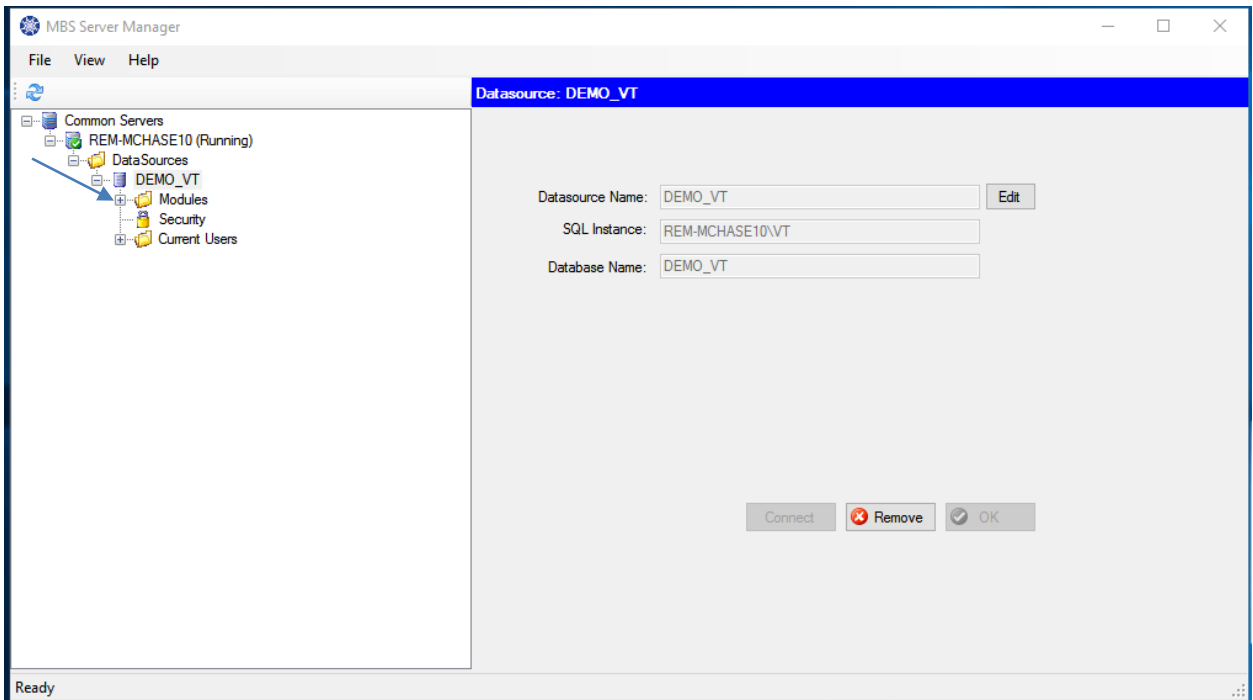 MBS Server Manager
File View Help
Datasource: DEMO_VT
Common Servers
REM-MCHASE10 (Running)
DataSources
DEMO_VT
Modules
Security
Current Users
Datasource Name: DEMO_VT Edit
SQL Instance: REM-MCHASE10\VT
Database Name: DEMO_VT
Connect Remove OK
Ready